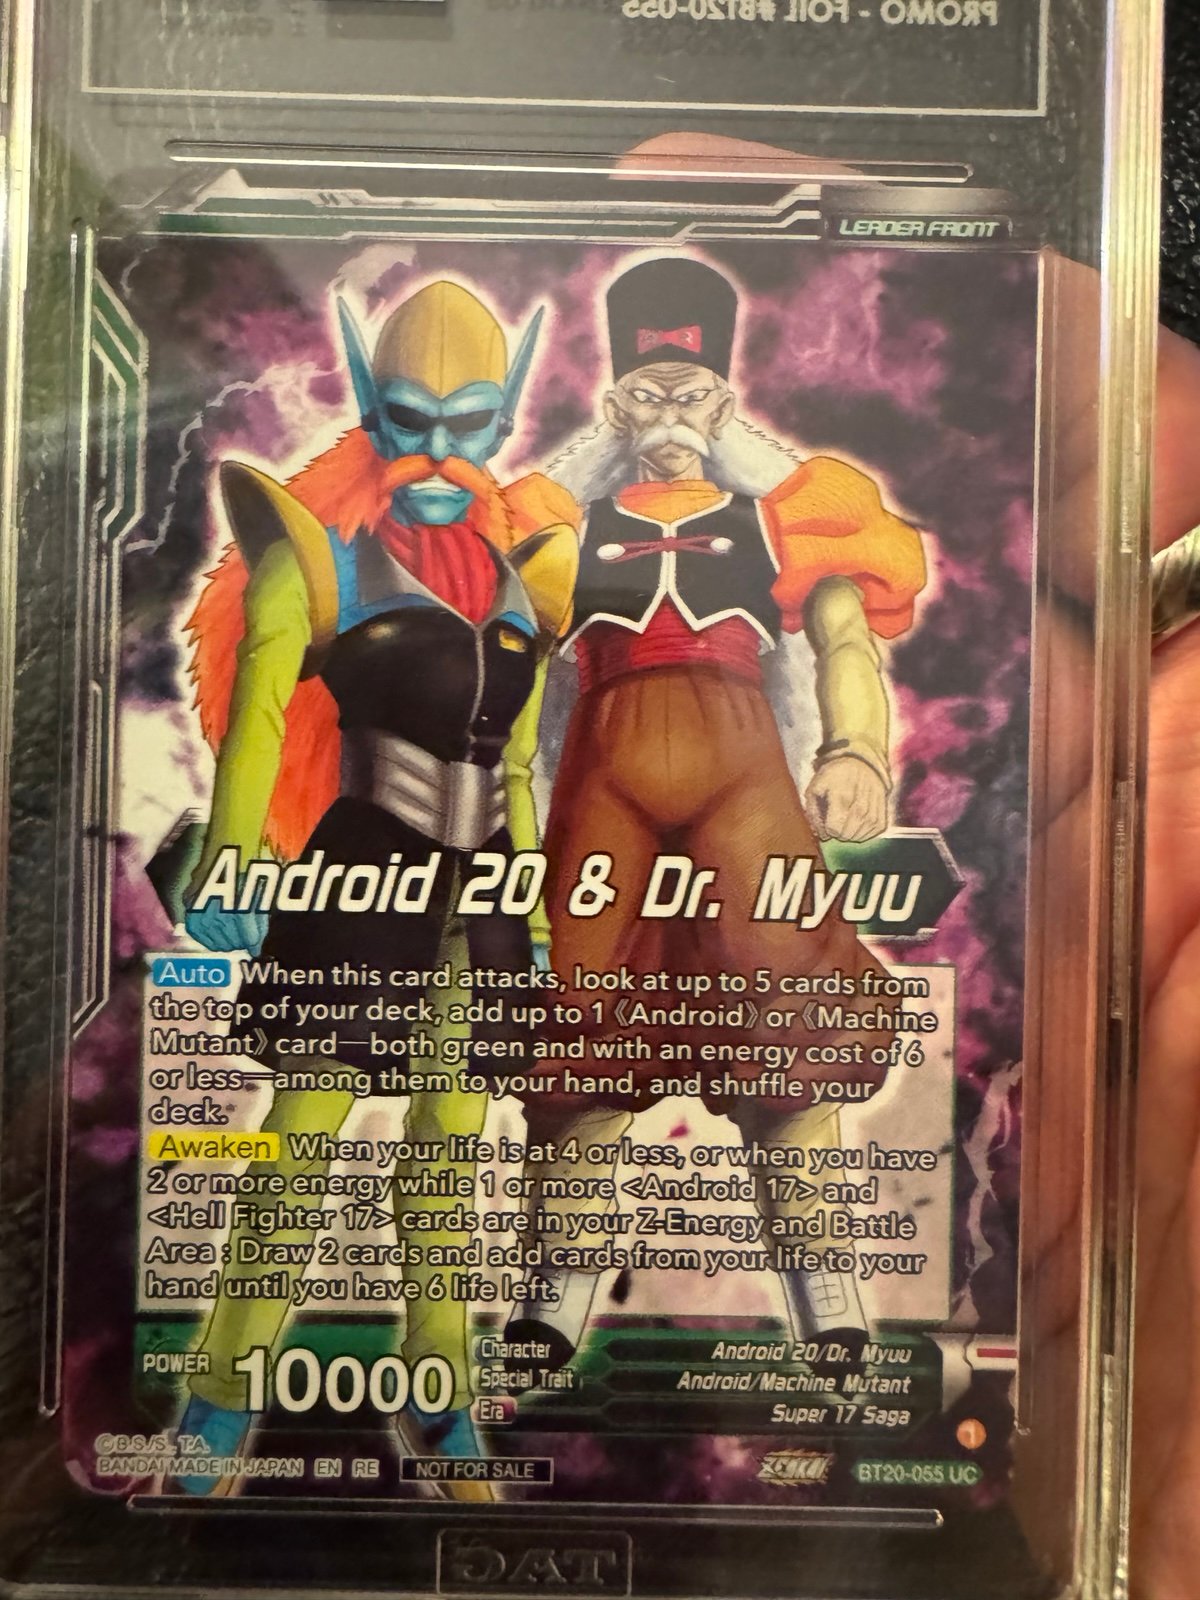 PROMO - FOIL #BT20-055
LEADER FRONT
Android 20 & Dr. Myuu
Auto When this card attacks, look at up to 5 cards from
the top of your deck, add up to 1 《Android》 or 《Machine
Mutant》 card—both green and with an energy cost of 6
or less—among them to your hand, and shuffle your
deck.
Awaken When your life is at 4 or less, or when you have
2 or more energy while 1 or more <Android 17> and
<Hell Fighter 17> cards are in your Z-Energy and Battle
Area : Draw 2 cards and add cards from your life to your
hand until you have 6 life left.
POWER 10000
Character Android 20/Dr. Myuu
Special Trait Android/Machine Mutant
Era Super 17 Saga
©B.S./S., T.A.
BANDAI MADE IN JAPAN EN RE NOT FOR SALE ZENKAI BT20-055 UC
TAG